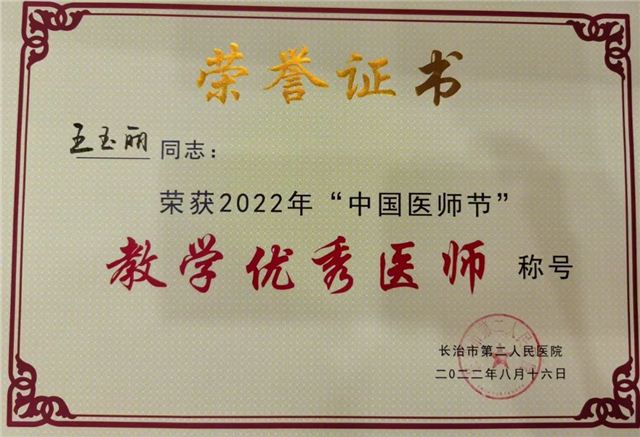 荣誉证书
王玉丽 同志：
荣获2022年“中国医师节”
教学优秀医师 称号
长治市第二人民医院
二〇二二年八月十六日